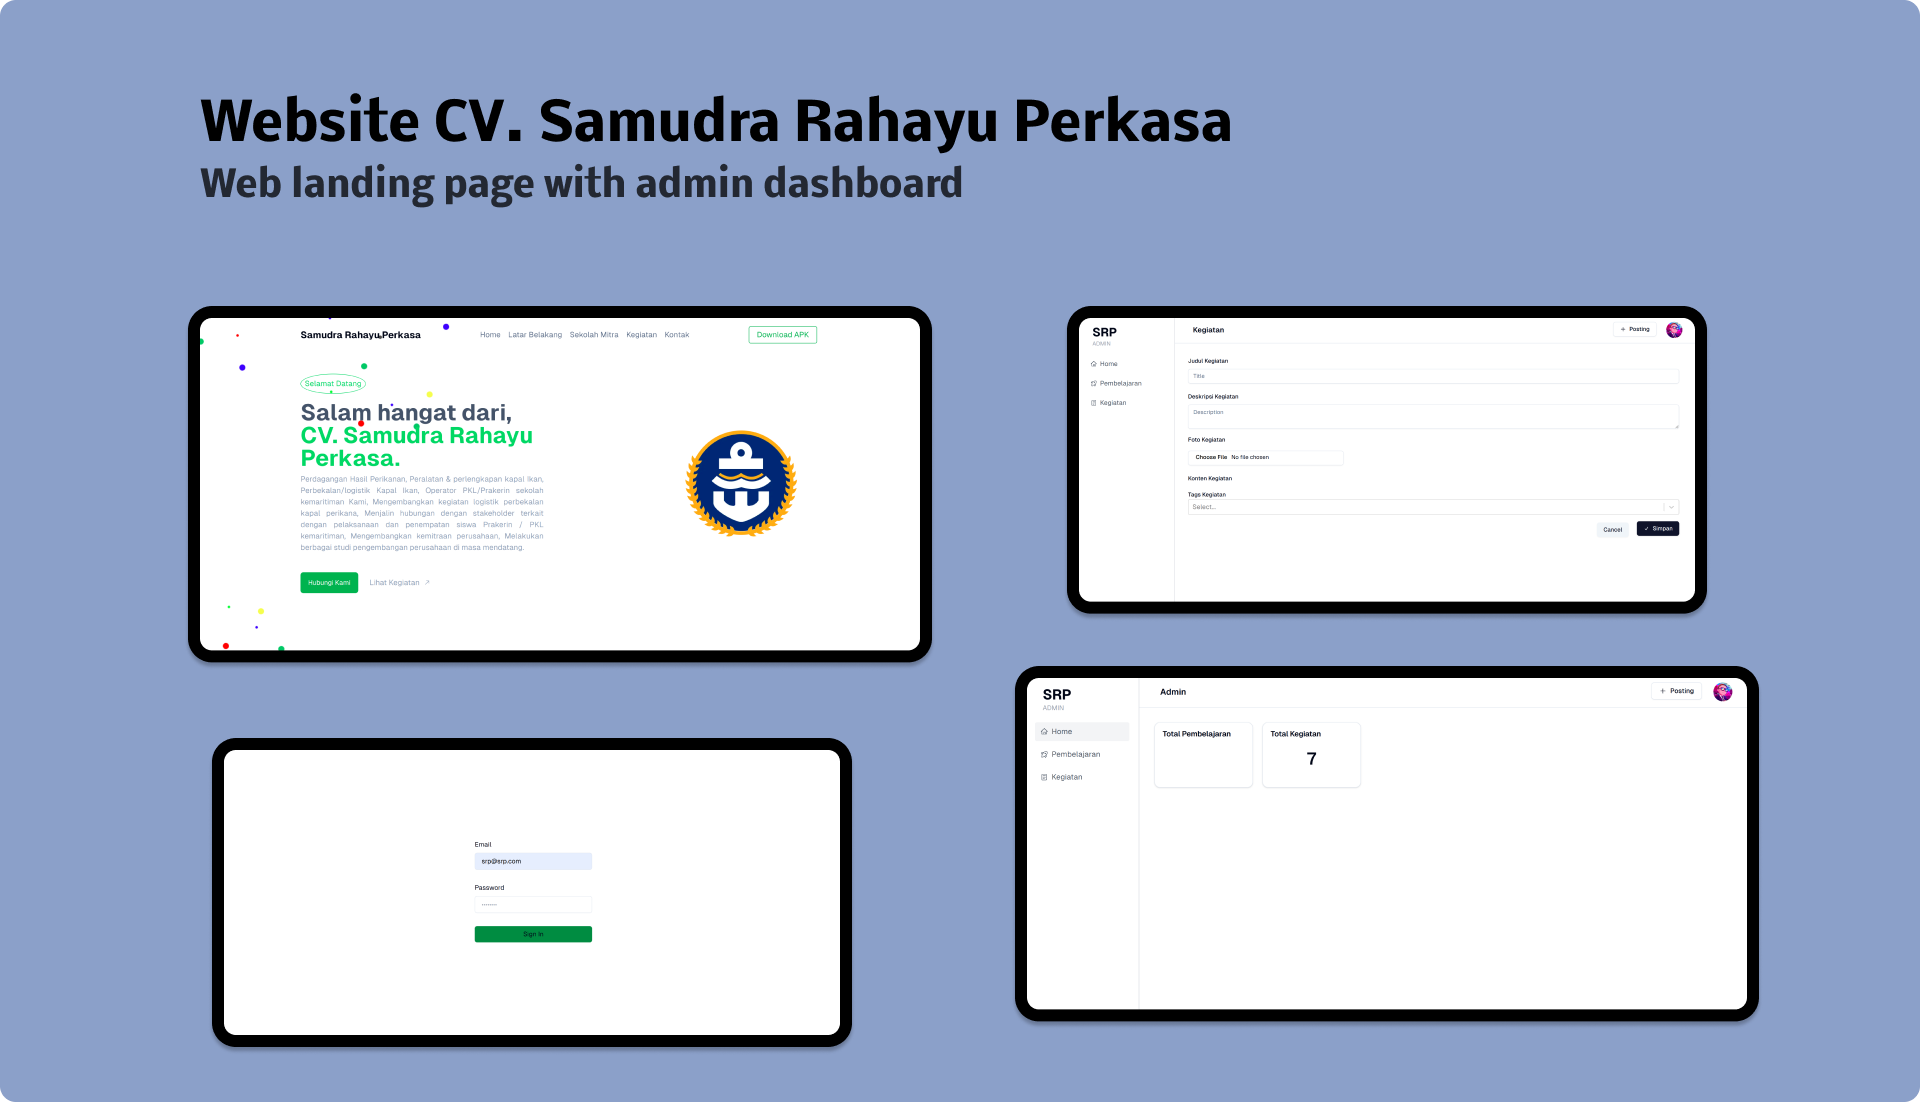 Website CV. Samudra Rahayu Perkasa
Web landing page with admin dashboard
Samudra Rahayu Perkasa
Home Latar Belakang Sekolah Mitra Kegiatan Kontak
Download APK
Selamat Datang
Salam hangat dari,
CV. Samudra Rahayu
Perkasa.
Perdagangan Hasil Perikanan, Peralatan & perlengkapan kapal Ikan,
Perbekalan/logistik Kapal Ikan, Operator PKL/Prakerin sekolah
kemaritiman Kami, Mengembangkan kegiatan logistik perbekalan
kapal perikana, Menjalin hubungan dengan stakeholder terkait
dengan pelaksanaan dan penempatan siswa Prakerin / PKL
kemaritiman, Mengembangkan kemitraan perusahaan, Melakukan
berbagai studi pengembangan perusahaan di masa mendatang.
Hubungi Kami
Lihat Kegiatan
SRP
ADMIN
Home
Pembelajaran
Kegiatan
Kegiatan
+ Posting
Judul Kegiatan
Title
Deskripsi Kegiatan
Description
Foto Kegiatan
Choose File No file chosen
Konten Kegiatan
Tags Kegiatan
Select...
Cancel
✓ Simpan
Email
srp@srp.com
Password
Sign In
SRP
ADMIN
Home
Pembelajaran
Kegiatan
Admin
+ Posting
Total Pembelajaran
Total Kegiatan
7